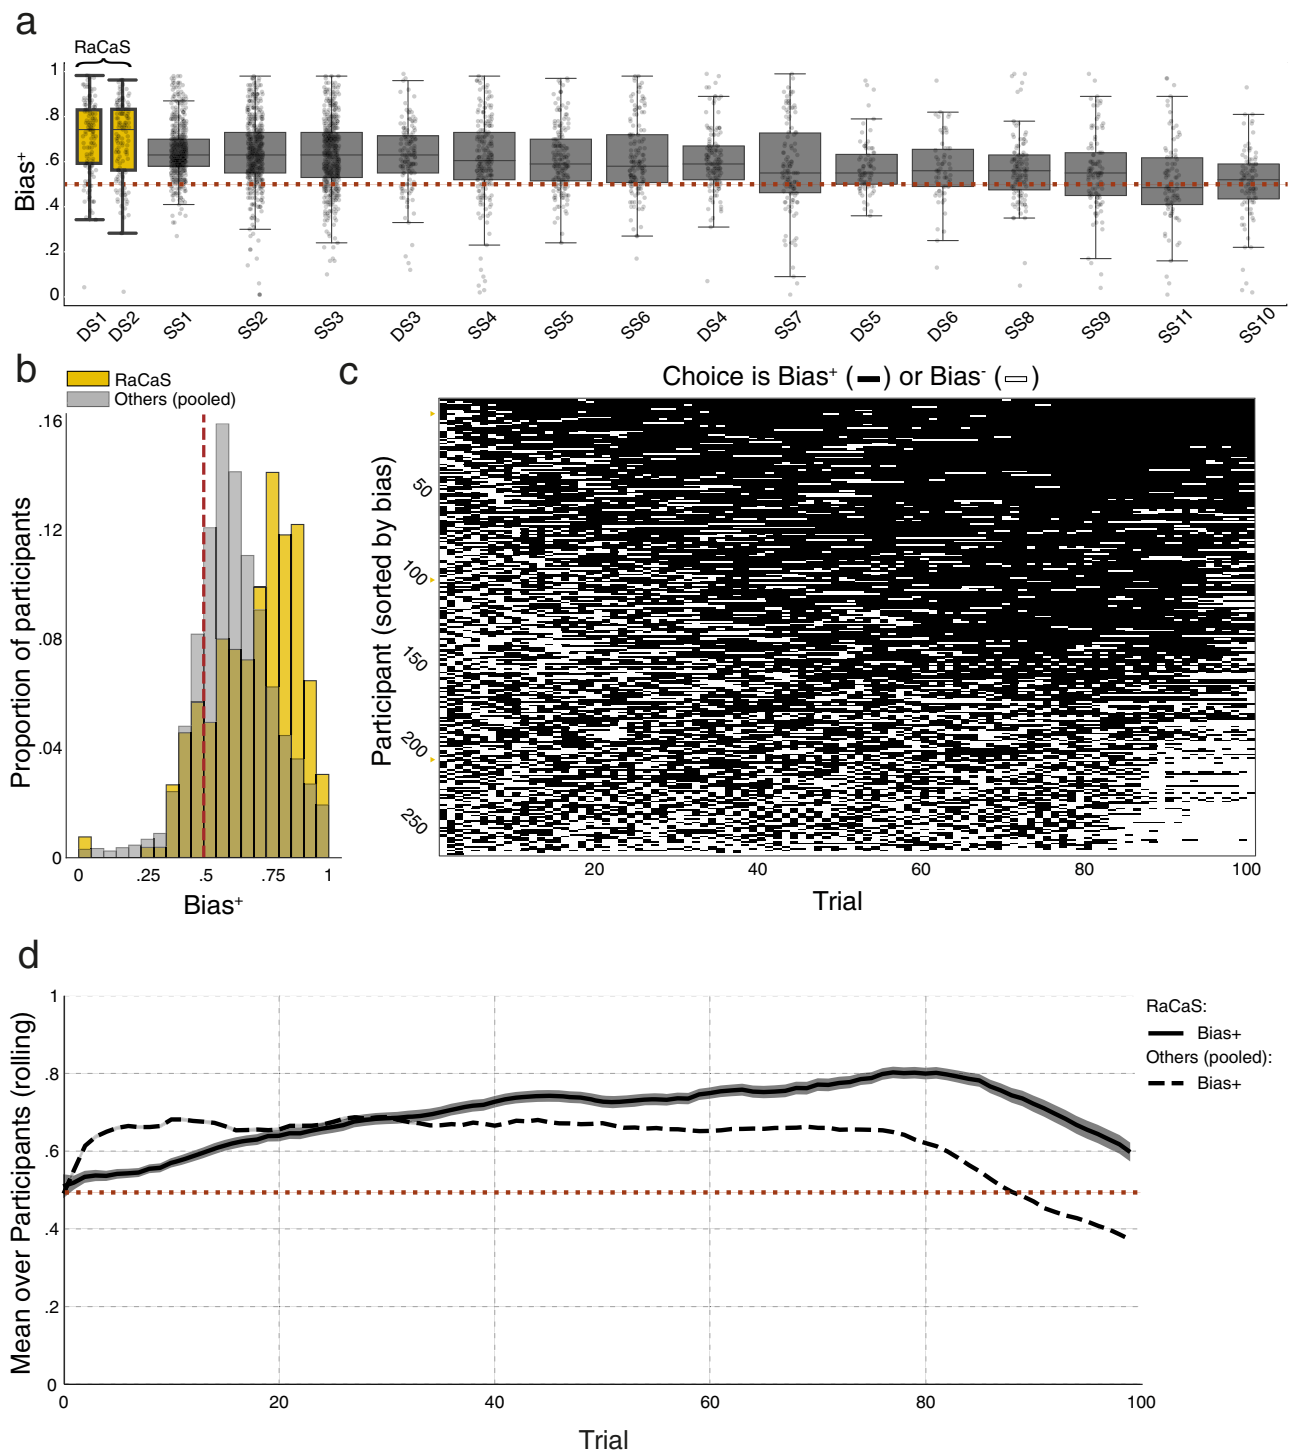 a
RaCaS
Bias+
1
.8
.6
.4
.2
0
DS1 DS2 SS1 SS2 SS3 DS3 SS4 SS5 SS6 DS4 SS7 DS5 DS6 SS8 SS9 SS11 SS10
b
RaCaS
Others (pooled)
Proportion of participants
.16
.12
.08
.04
0
0 .25 .5 .75 1
Bias+
c
Choice is Bias+ ( ) or Bias- ( )
Participant (sorted by bias)
50
100
150
200
250
20 40 60 80 100
Trial
d
Mean over Participants (rolling)
1
.8
.6
.4
.2
0
0 20 40 60 80 100
Trial
RaCaS:
Bias+
Others (pooled):
Bias+